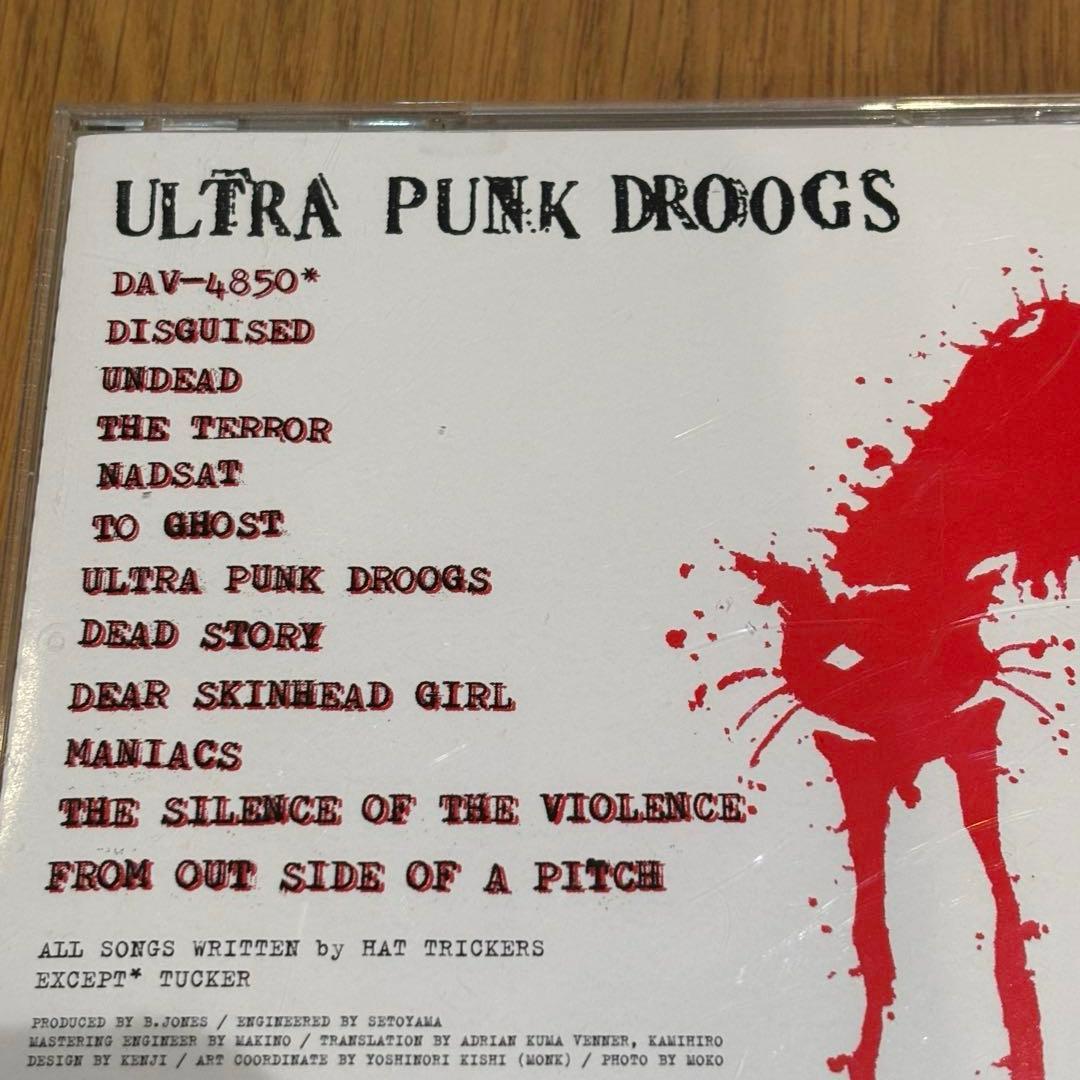 ULTRA PUNK DROOGS
DAV-4850*
DISGUISED
UNDEAD
THE TERROR
NADSAT
TO GHOST
ULTRA PUNK DROOGS
DEAD STORY
DEAR SKINHEAD GIRL
MANIACS
THE SILENCE OF THE VIOLENCE
FROM OUT SIDE OF A PITCH
ALL SONGS WRITTEN by HAT TRICKERS
EXCEPT* TUCKER
PRODUCED BY B.JONES / ENGINEERED BY SETOYAMA
MASTERING ENGINEER BY MAKINO / TRANSLATION BY ADRIAN KUMA VENNER, KAMIHIRO
DESIGN BY KENJI / ART COORDINATE BY YOSHINORI KISHI (MONK) / PHOTO BY MOKO